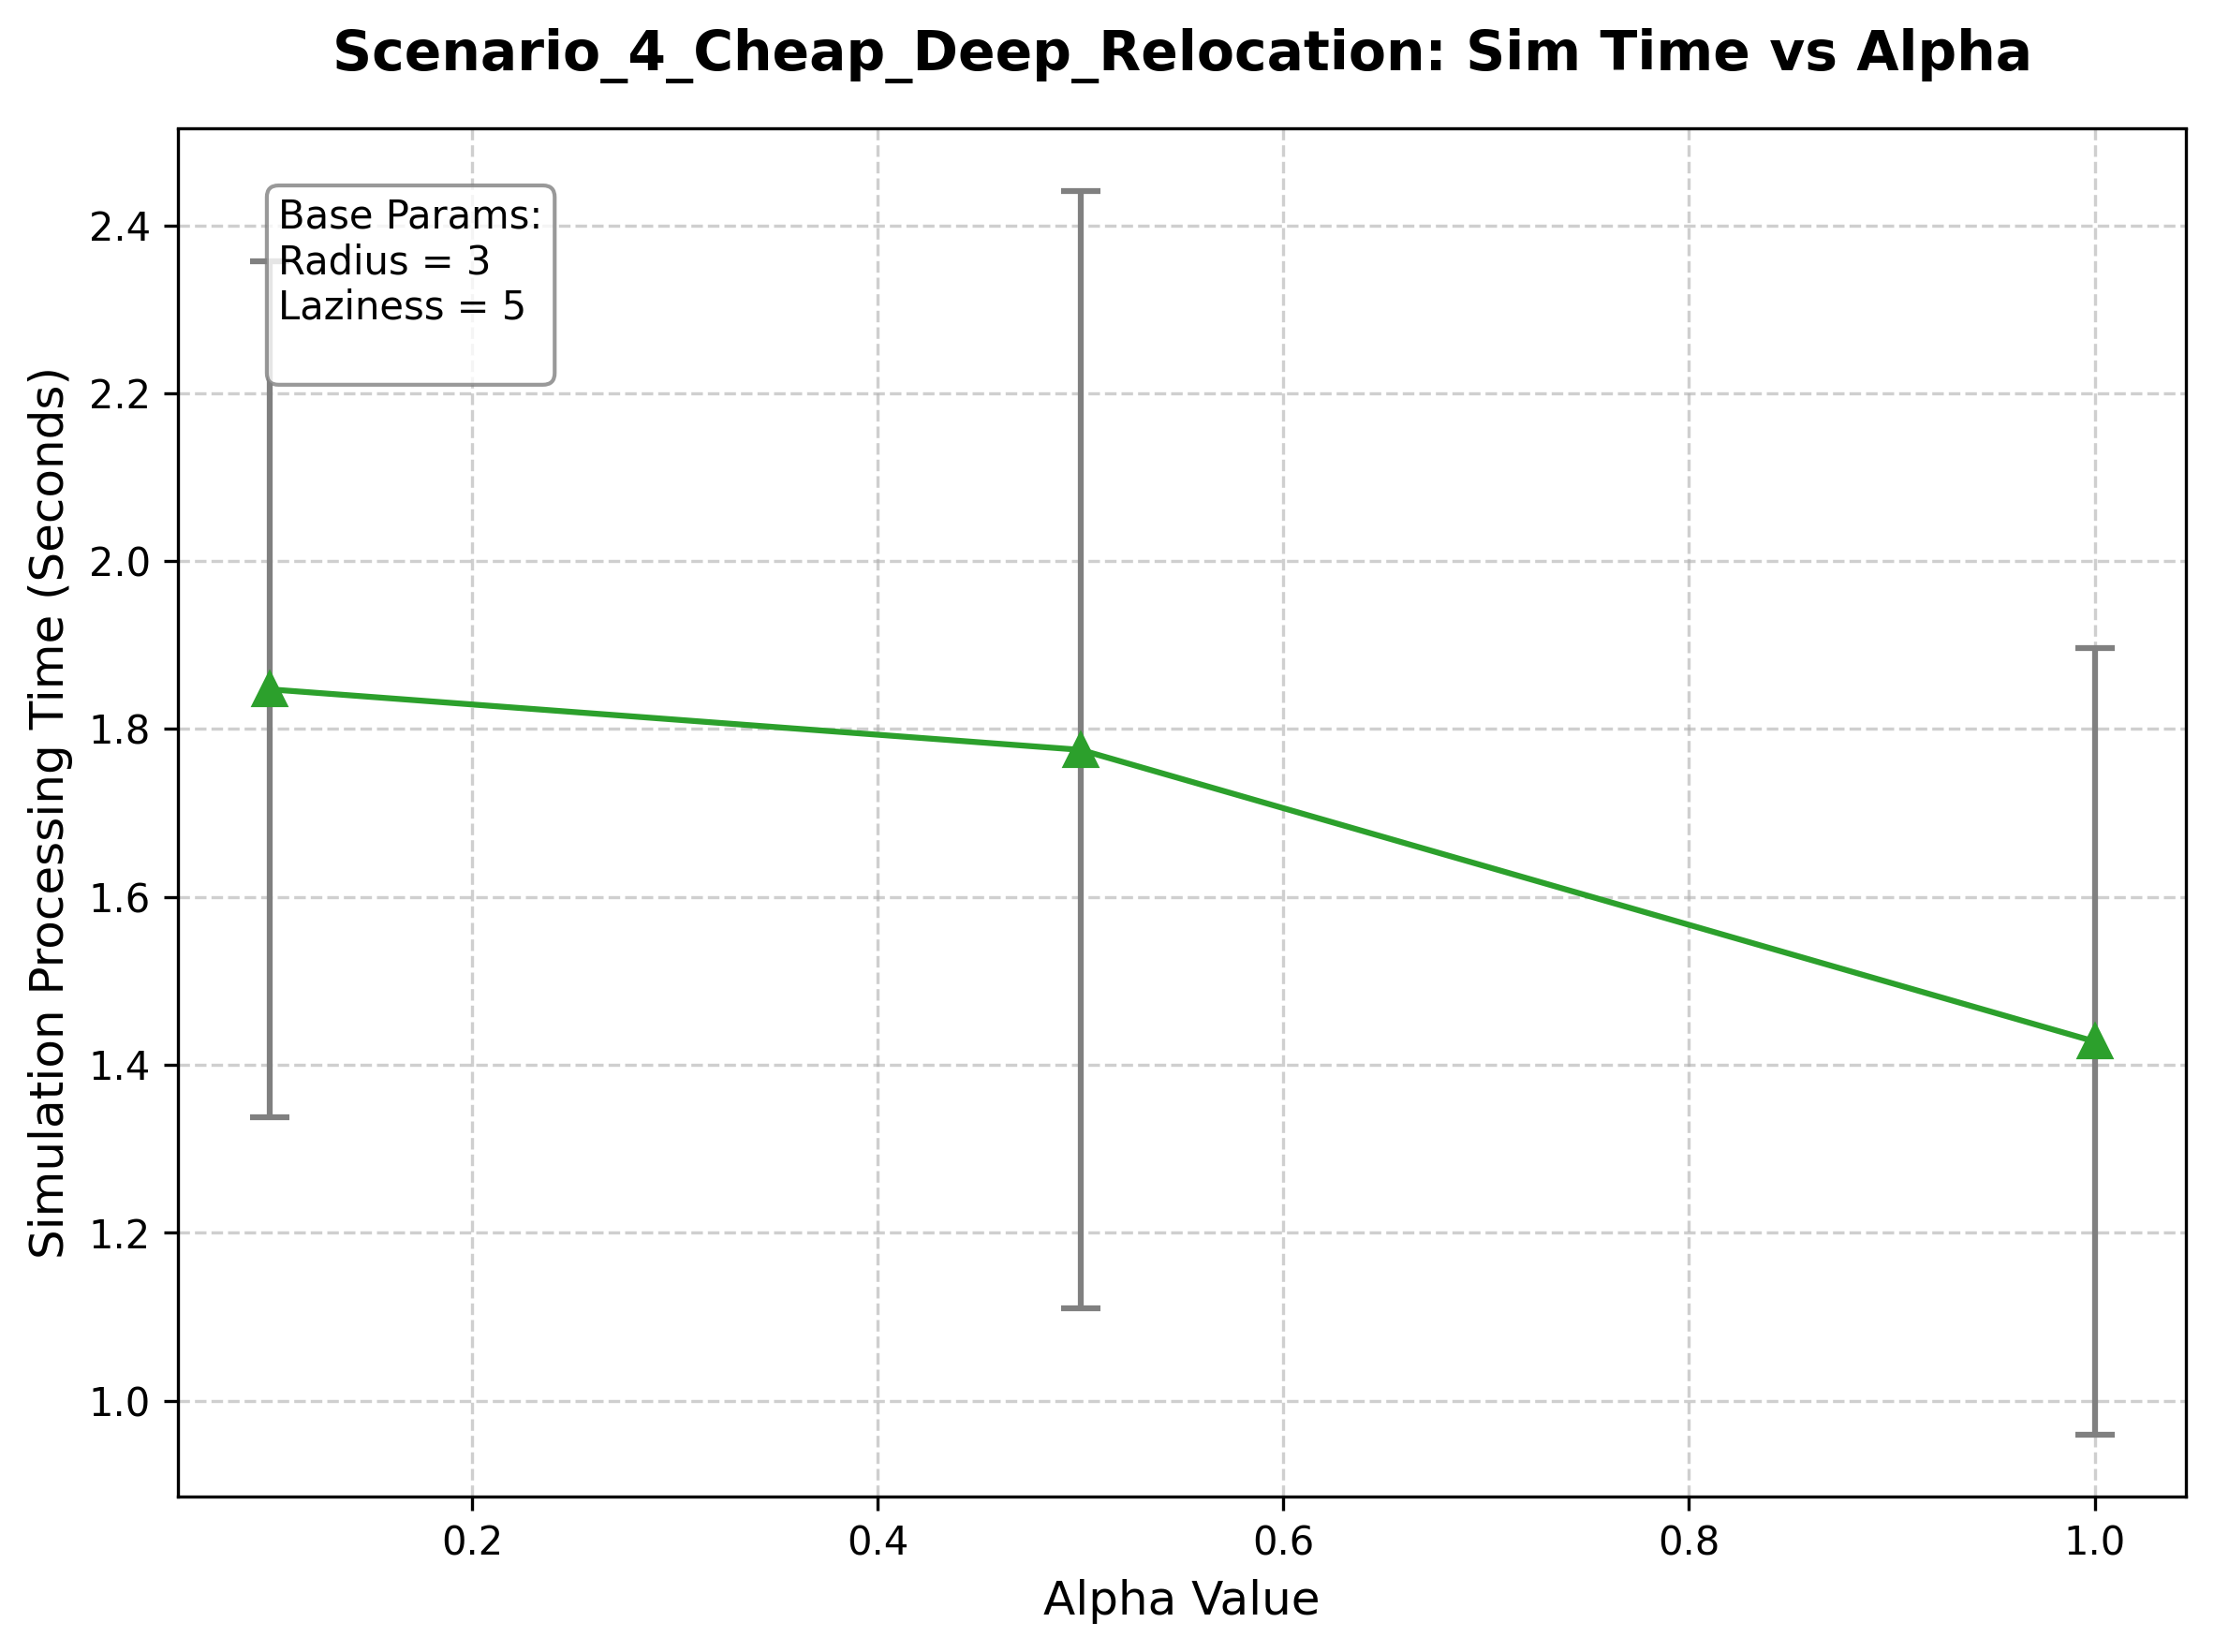 Scenario_4_Cheap_Deep_Relocation: Sim Time vs Alpha
Base Params:
Radius = 3
Laziness = 5
Simulation Processing Time (Seconds)
2.4
2.2
2.0
1.8
1.6
1.4
1.2
1.0
0.2
0.4
0.6
0.8
1.0
Alpha Value